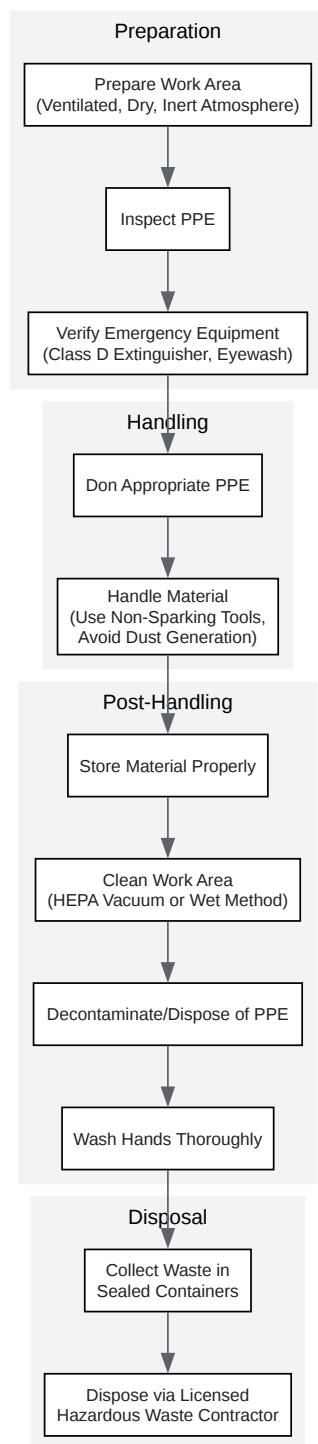 Preparation
Prepare Work Area
(Ventilated, Dry, Inert Atmosphere)
Inspect PPE
Verify Emergency Equipment
(Class D Extinguisher, Eyewash)
Handling
Don Appropriate PPE
Handle Material
(Use Non-Sparking Tools,
Avoid Dust Generation)
Post-Handling
Store Material Properly
Clean Work Area
(HEPA Vacuum or Wet Method)
Decontaminate/Dispose of PPE
Wash Hands Thoroughly
Disposal
Collect Waste in
Sealed Containers
Dispose via Licensed
Hazardous Waste Contractor